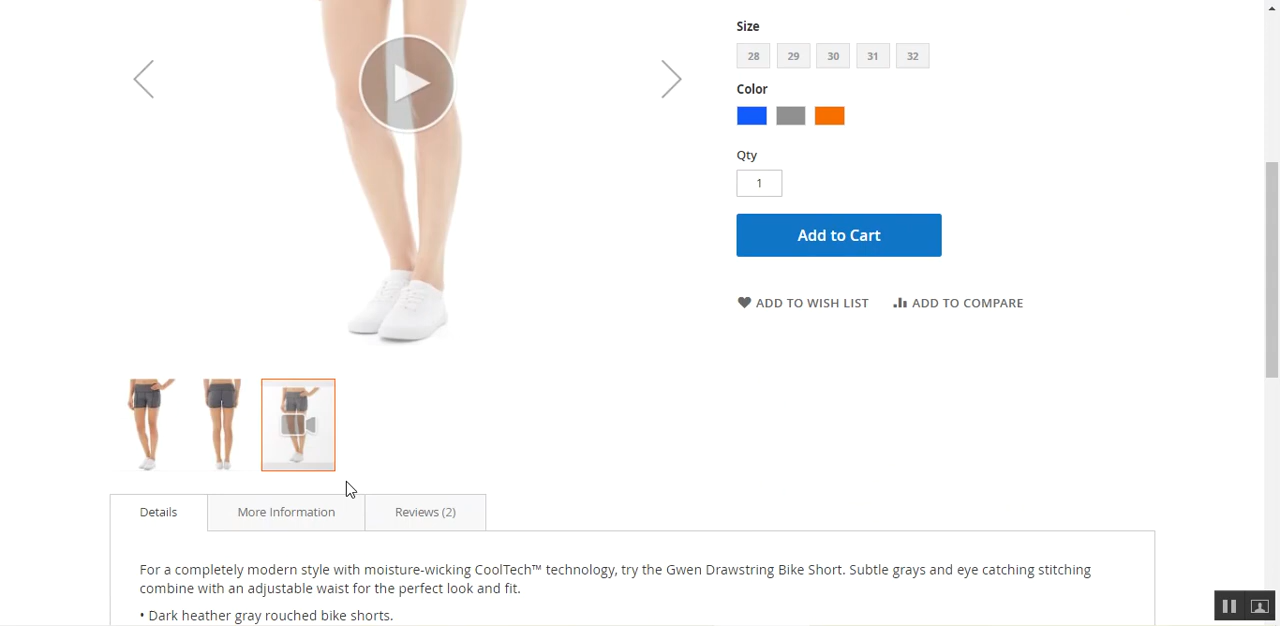 Size
28 29 30 31 32
Color
Qty
1
Add to Cart
ADD TO WISH LIST ADD TO COMPARE
Details More Information Reviews (2)
For a completely modern style with moisture-wicking CoolTech™ technology, try the Gwen Drawstring Bike Short. Subtle grays and eye catching stitching
combine with an adjustable waist for the perfect look and fit.
• Dark heather gray rouched bike shorts.